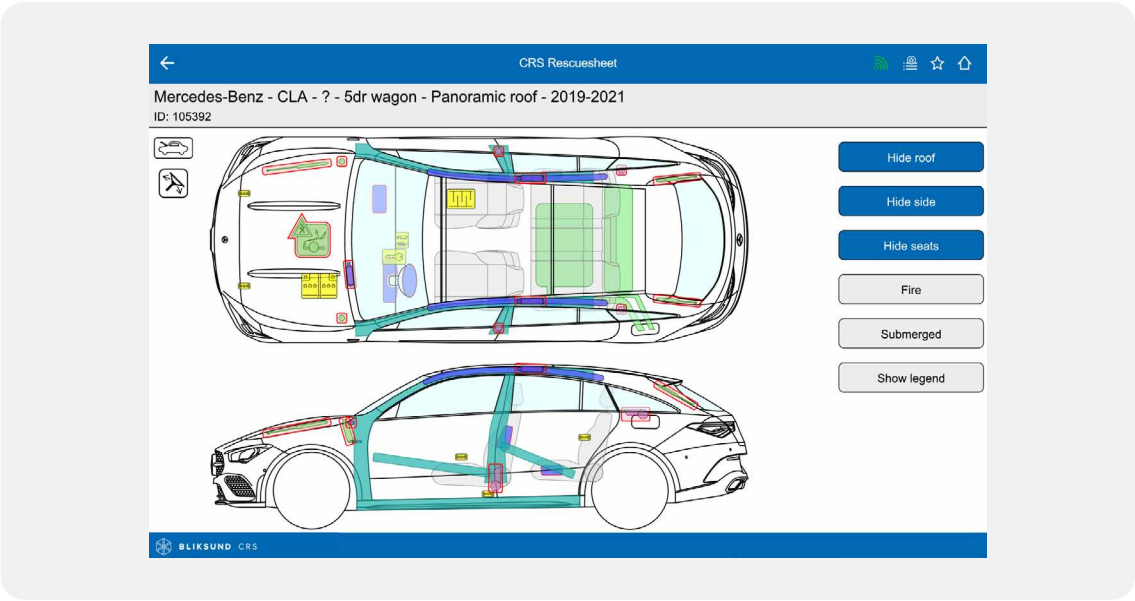 CRS Rescuesheet
Mercedes-Benz - CLA - ? - 5dr wagon - Panoramic roof - 2019-2021
ID: 105392
Hide roof
Hide side
Hide seats
Fire
Submerged
Show legend
BLIKSUND CRS